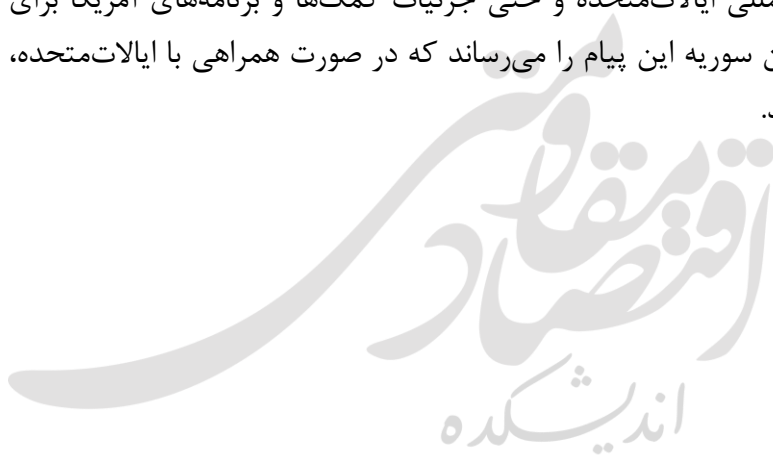 مللی ایالات‌متحده و حتی جزئیات کمک‌ها و برنامه‌های آمریکا برای
سوریه این پیام را می‌رساند که در صورت همراهی با ایالات‌متحده،
اندیشکده
اقتصاد مقاومتی